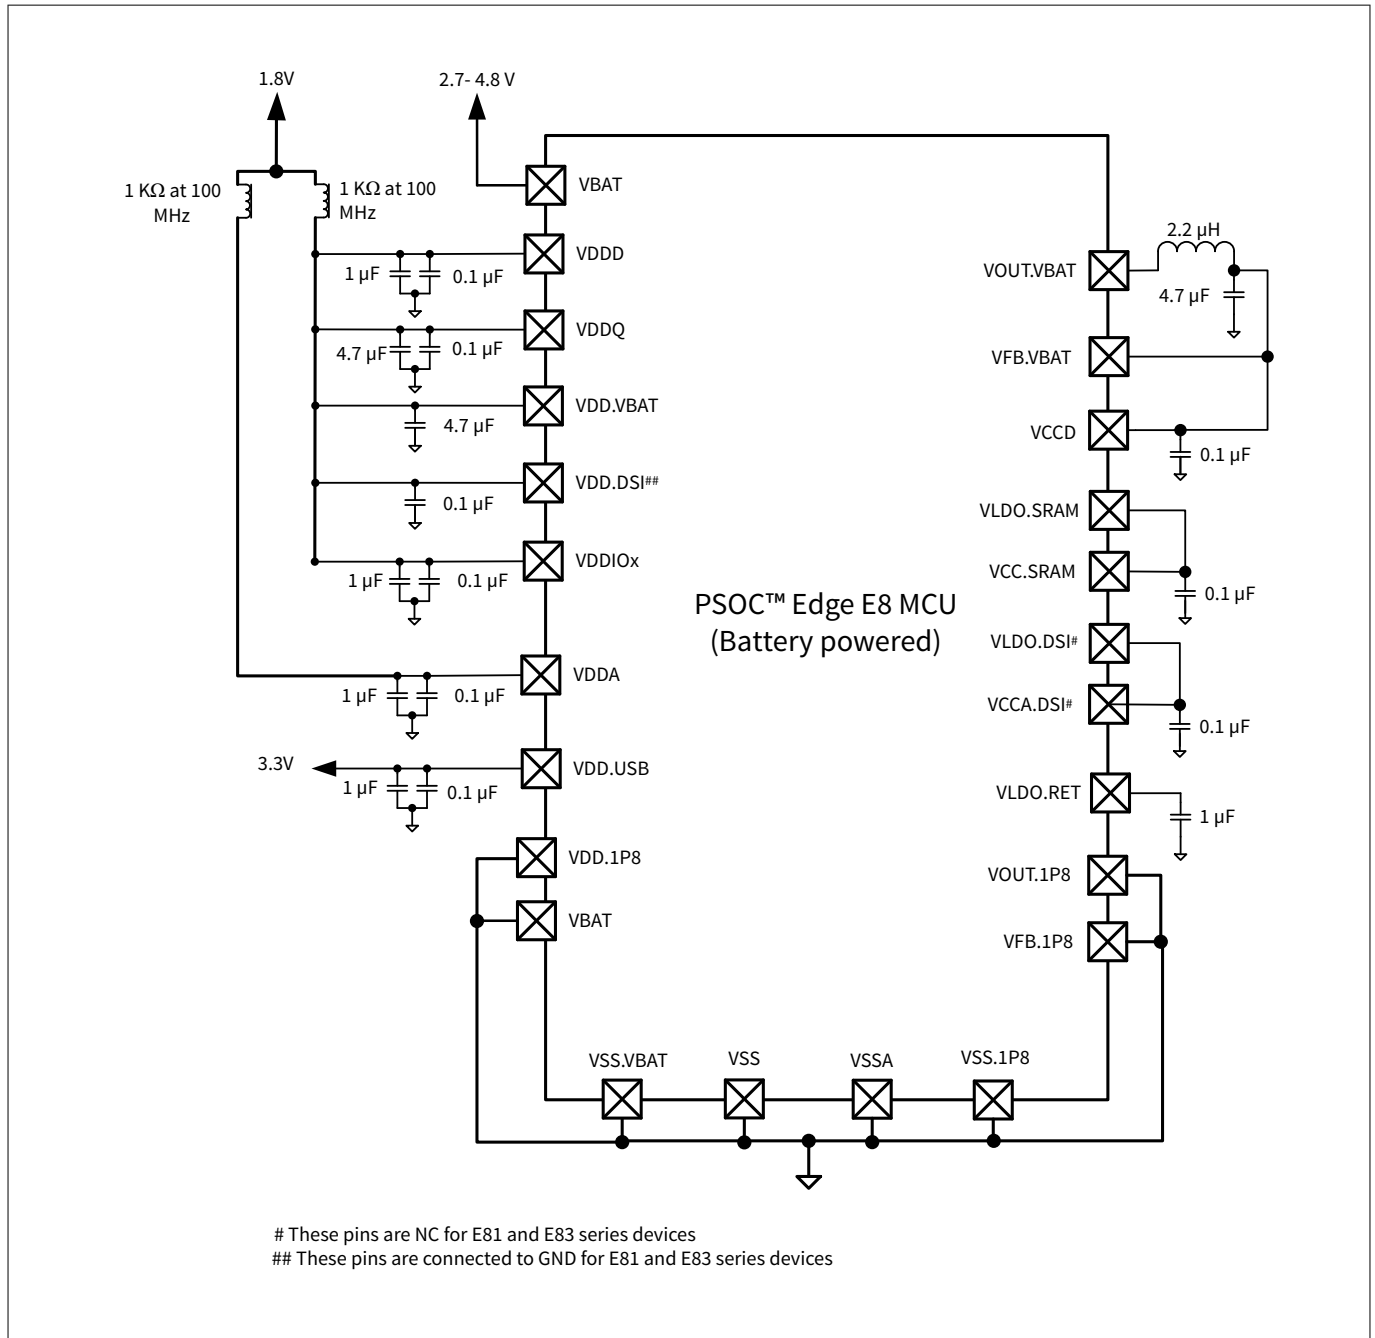 1.8V
2.7- 4.8 V
1 KΩ at 100
MHz
1 KΩ at 100
MHz
VBAT
VDDD
1 µF
0.1 µF
VDDQ
4.7 µF
0.1 µF
VDD.VBAT
4.7 µF
VDD.DSI##
0.1 µF
VDDIOx
1 µF
0.1 µF
VDDA
1 µF
0.1 µF
3.3V
VDD.USB
1 µF
0.1 µF
VDD.1P8
VBAT
PSOC™ Edge E8 MCU
(Battery powered)
2.2 µH
VOUT.VBAT
4.7 µF
VFB.VBAT
VCCD
0.1 µF
VLDO.SRAM
VCC.SRAM
0.1 µF
VLDO.DSI#
VCCA.DSI#
0.1 µF
VLDO.RET
1 µF
VOUT.1P8
VFB.1P8
VSS.VBAT
VSS
VSSA
VSS.1P8
# These pins are NC for E81 and E83 series devices
## These pins are connected to GND for E81 and E83 series devices